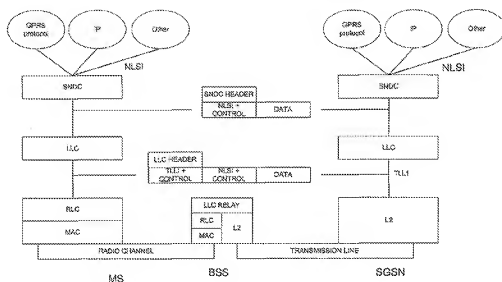 GPRS protocol
IP
Other
NLSI
SNDC
LLC
RLC
MAC
SNDC HEADER
NLSI + CONTROL
DATA
LLC HEADER
TLLI + CONTROL
NLSI + CONTROL
DATA
LLC RELAY
RLC
MAC
L2
GPRS protocol
IP
Other
NLSI
SNDC
LLC
L2
RADIO CHANNEL
TRANSMISSION LINE
MS
BSS
SGSN